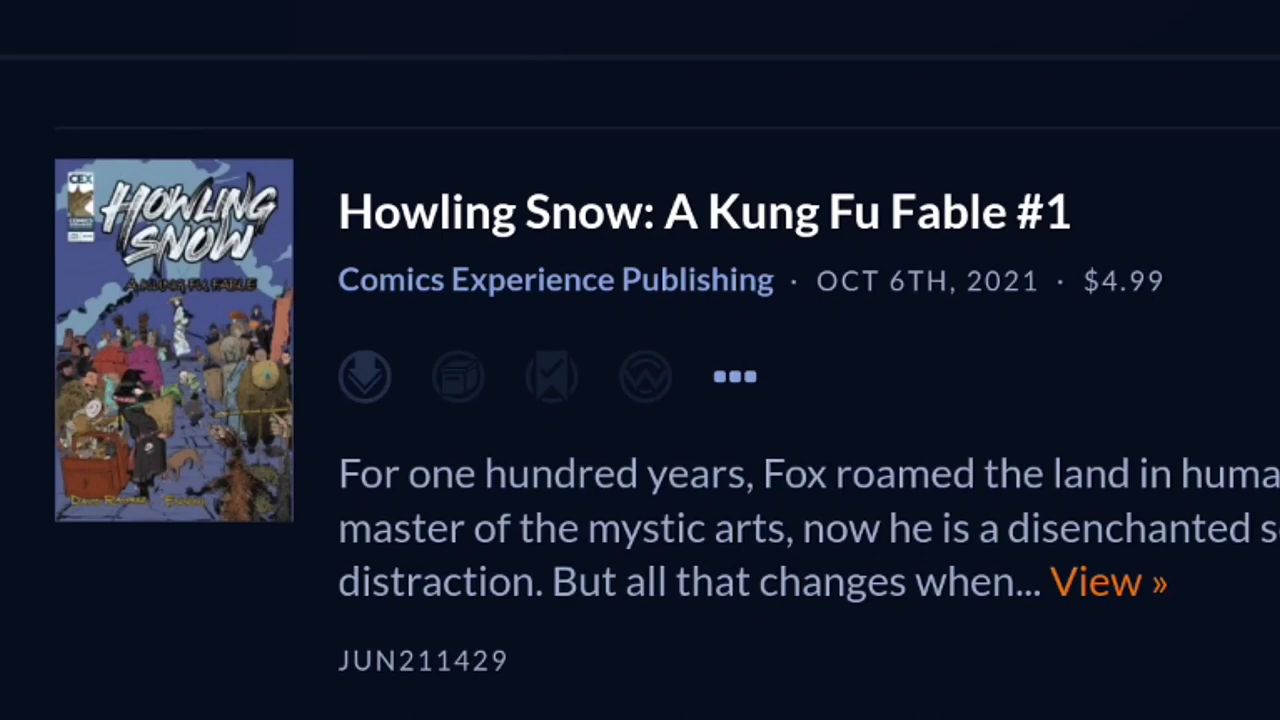 CEX
HOWLING
SNOW
A KUNG FU FABLE
Howling Snow: A Kung Fu Fable #1
Comics Experience Publishing · OCT 6TH, 2021 · $4.99
For one hundred years, Fox roamed the land in huma
master of the mystic arts, now he is a disenchanted s
distraction. But all that changes when... View »
JUN211429